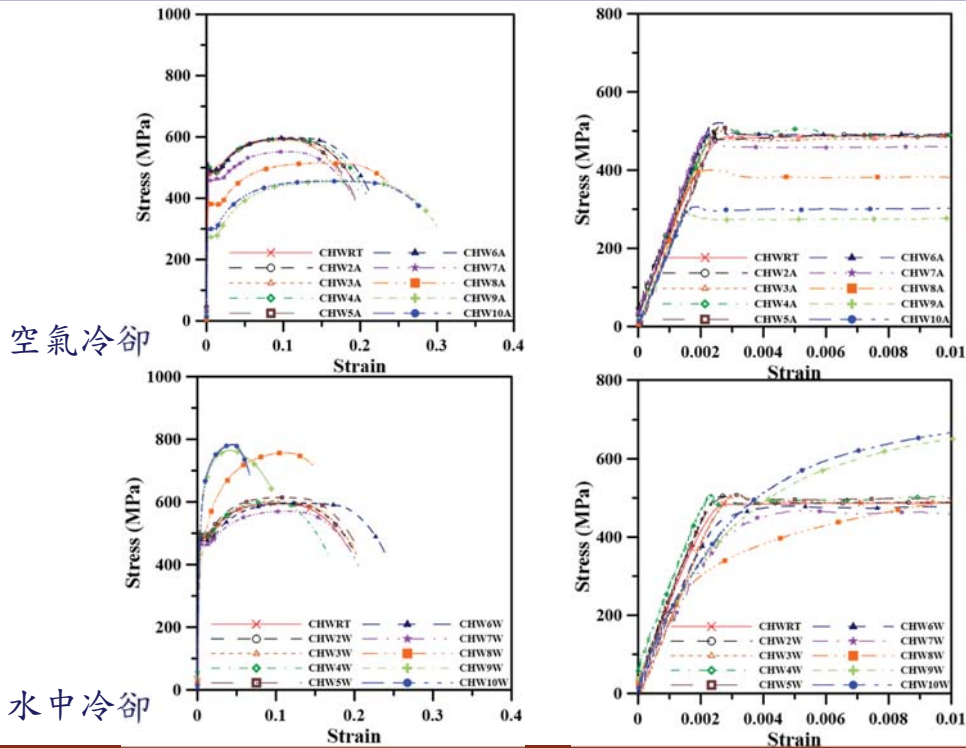 1000
800
600
400
200
0
Stress (MPa)
0
0.1
0.2
0.3
0.4
Strain
CHWRT
CHW2A
CHW3A
CHW4A
CHW5A
CHW6A
CHW7A
CHW8A
CHW9A
CHW10A
800
600
400
200
0
Stress (MPa)
0
0.002
0.004
0.006
0.008
0.01
Strain
CHWRT
CHW2A
CHW3A
CHW4A
CHW5A
CHW6A
CHW7A
CHW8A
CHW9A
CHW10A
空氣冷卻
1000
800
600
400
200
0
Stress (MPa)
0
0.1
0.2
0.3
0.4
Strain
CHWRT
CHW2W
CHW3W
CHW4W
CHW5W
CHW6W
CHW7W
CHW8W
CHW9W
CHW10W
800
600
400
200
0
Stress (MPa)
0
0.002
0.004
0.006
0.008
0.01
Strain
CHWRT
CHW2W
CHW3W
CHW4W
CHW5W
CHW6W
CHW7W
CHW8W
CHW9W
CHW10W
水中冷卻